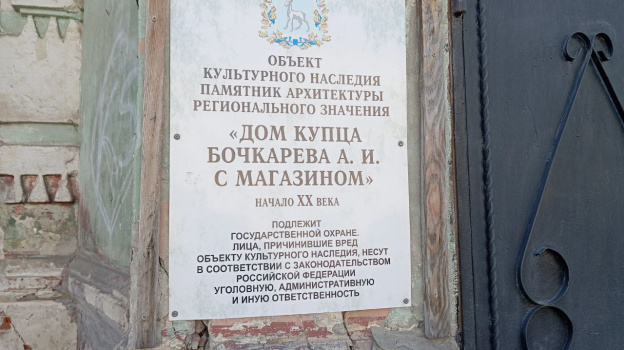 ОБЪЕКТ
КУЛЬТУРНОГО НАСЛЕДИЯ
ПАМЯТНИК АРХИТЕКТУРЫ
РЕГИОНАЛЬНОГО ЗНАЧЕНИЯ
«ДОМ КУПЦА
БОЧКАРЕВА А. И.
С МАГАЗИНОМ»
НАЧАЛО XX ВЕКА
ПОДЛЕЖИТ
ГОСУДАРСТВЕННОЙ ОХРАНЕ.
ЛИЦА, ПРИЧИНИВШИЕ ВРЕД
ОБЪЕКТУ КУЛЬТУРНОГО НАСЛЕДИЯ, НЕСУТ
В СООТВЕТСТВИИ С ЗАКОНОДАТЕЛЬСТВОМ
РОССИЙСКОЙ ФЕДЕРАЦИИ
УГОЛОВНУЮ, АДМИНИСТРАТИВНУЮ
И ИНУЮ ОТВЕТСТВЕННОСТЬ